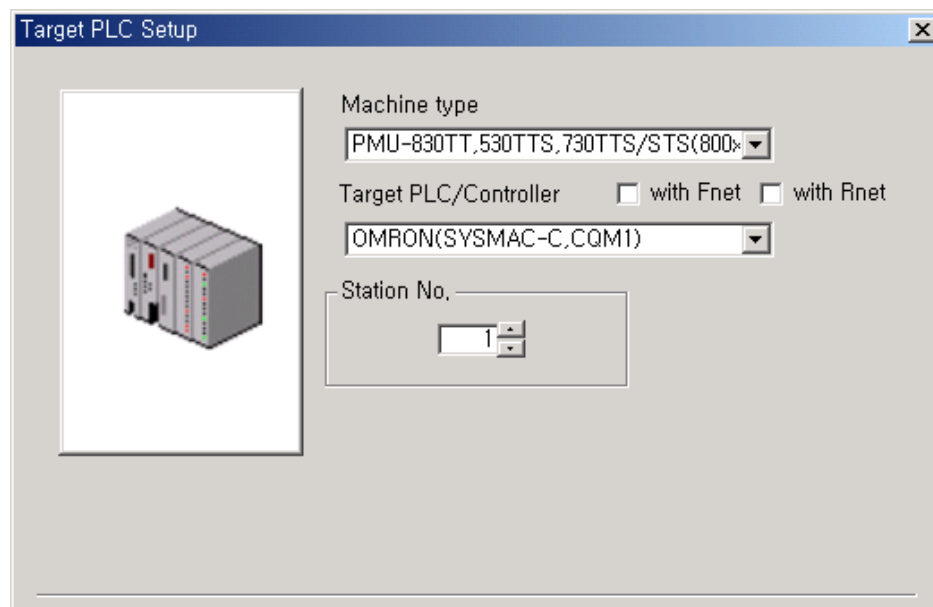 Target PLC Setup
Machine type
PMU-830TT,530TTS,730TTS/STS(800x
Target PLC/Controller with Fnet with Rnet
OMRON(SYSMAC-C,CQM1)
Station No.
1